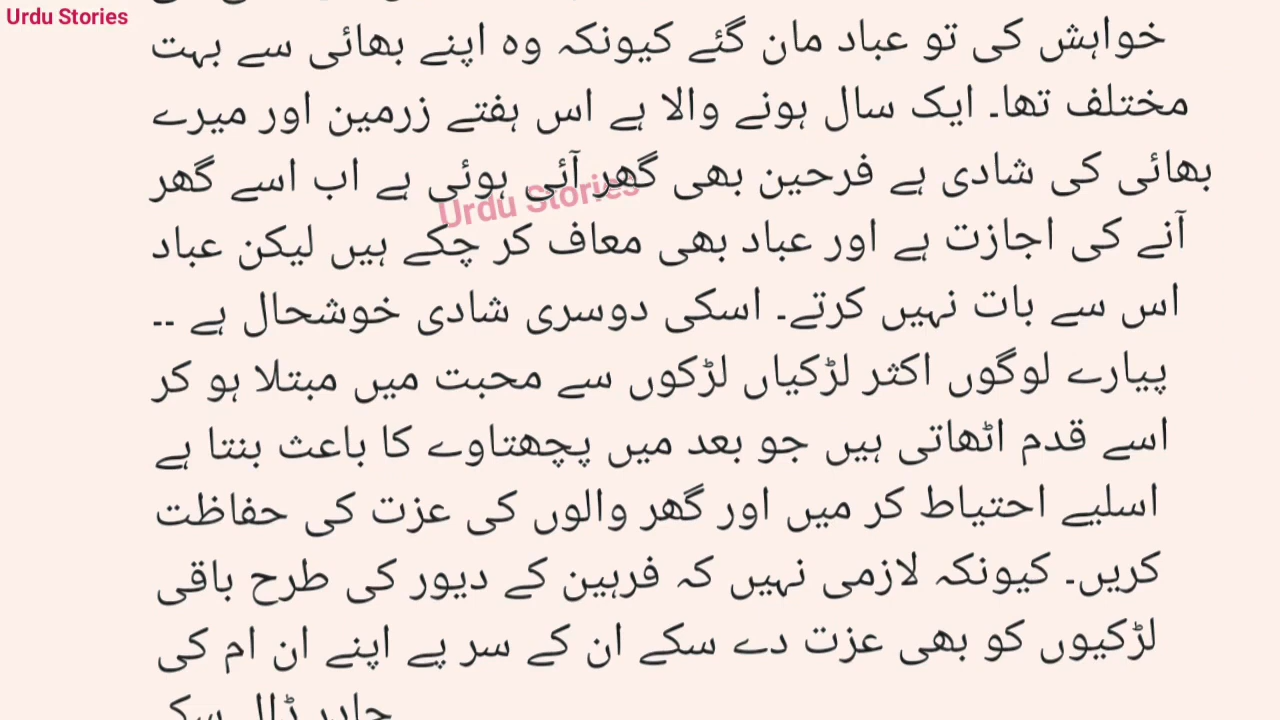 Urdu Stories
خواہش کی تو عباد مان گئے کیونکہ وہ اپنے بھائی سے بہت
مختلف تھا۔ ایک سال ہونے والا ہے اس ہفتے زرمین اور میرے
بھائی کی شادی ہے فرحین بھی گھر آئی ہوئی ہے اب اسے گھر
Urdu Stories
آنے کی اجازت ہے اور عباد بھی معاف کر چکے ہیں لیکن عباد
اس سے بات نہیں کرتے۔ اسکی دوسری شادی خوشحال ہے --
پیارے لوگوں اکثر لڑکیاں لڑکوں سے محبت میں مبتلا ہو کر
اسے قدم اٹھاتی ہیں جو بعد میں پچھتاوے کا باعث بنتا ہے
اسلیے احتیاط کر میں اور گھر والوں کی عزت کی حفاظت
کریں۔ کیونکہ لازمی نہیں کہ فرہین کے دیور کی طرح باقی
لڑکیوں کو بھی عزت دے سکے ان کے سر پے اپنے ان ام کی